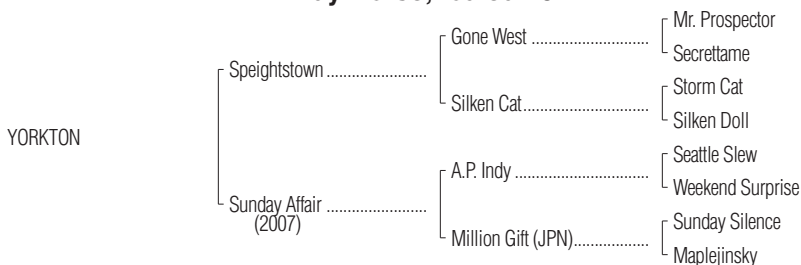 Mr. Prospector
Gone West
Secrettame
Speightstown
Storm Cat
Silken Cat
Silken Doll
YORKTON
Seattle Slew
A.P. Indy
Weekend Surprise
Sunday Affair
(2007)
Sunday Silence
Million Gift (JPN)
Maplejinsky